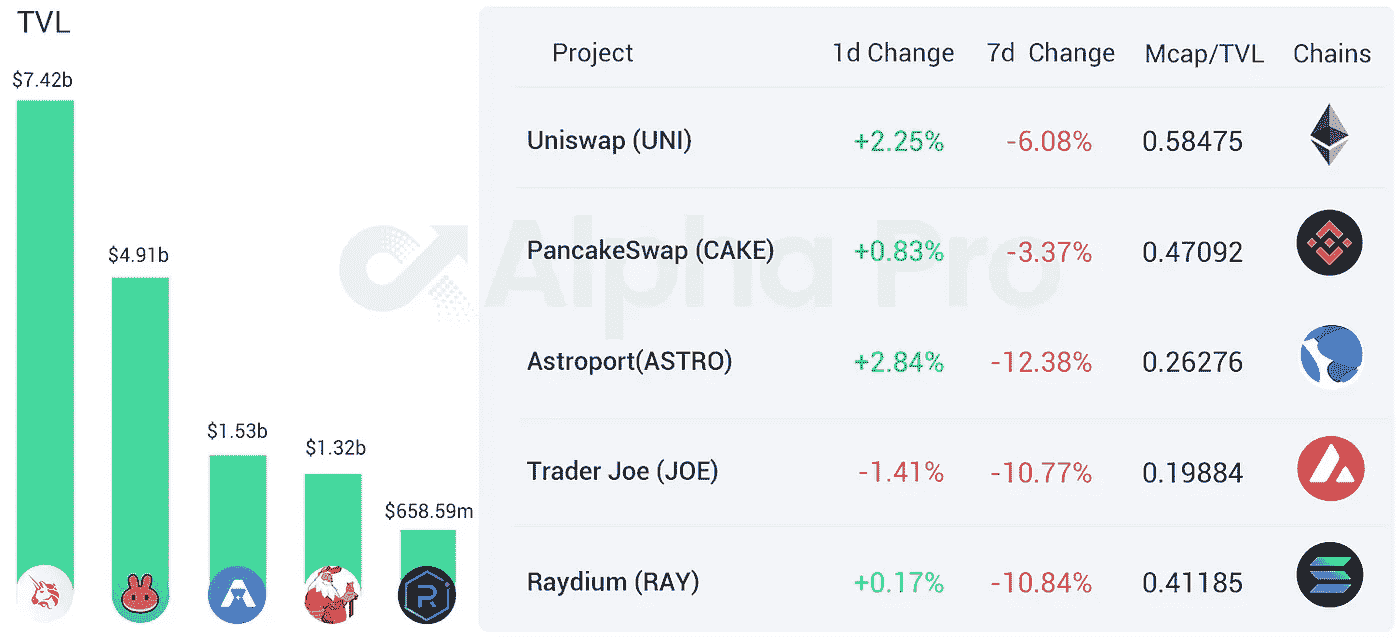 TVL
$7.42b
$4.91b
$1.53b
$1.32b
$658.59m
Project 1d Change 7d Change Mcap/TVL Chains
Uniswap (UNI) +2.25% -6.08% 0.58475
PancakeSwap (CAKE) +0.83% -3.37% 0.47092
Astroport(ASTRO) +2.84% -12.38% 0.26276
Trader Joe (JOE) -1.41% -10.77% 0.19884
Raydium (RAY) +0.17% -10.84% 0.41185
Alpha Pro